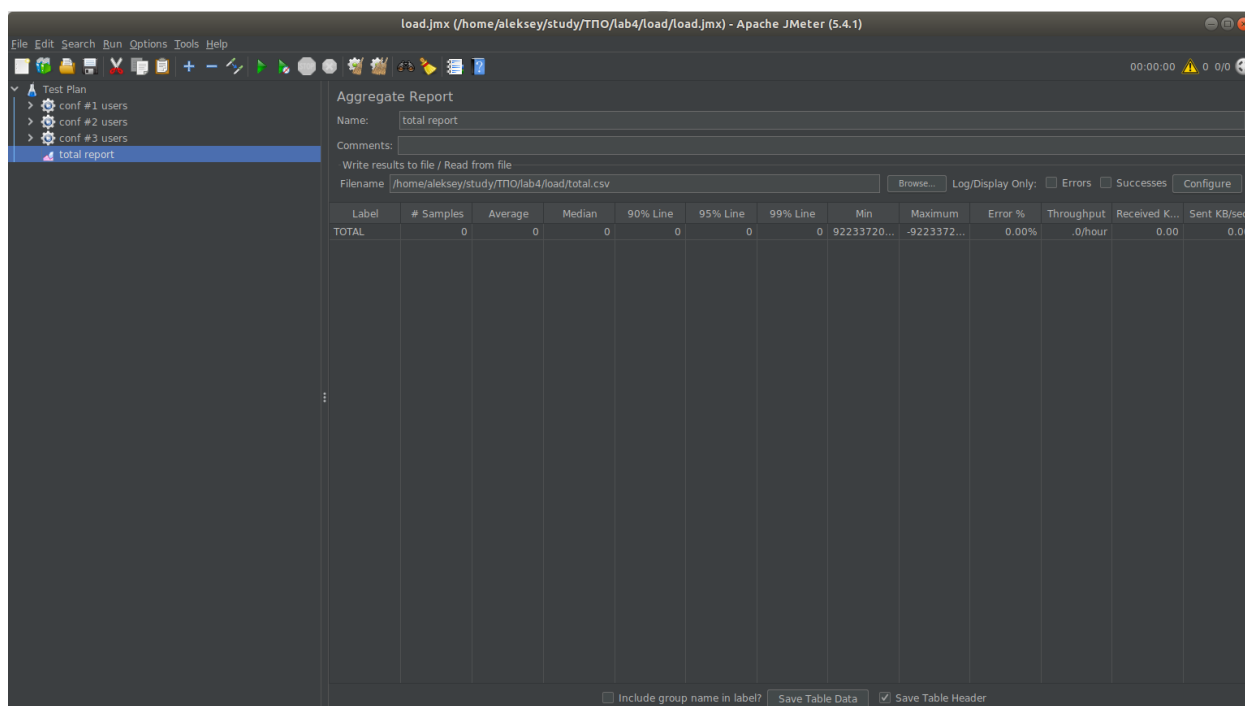 load.jmx (/home/aleksey/study/ТПО/lab4/load/load.jmx) - Apache JMeter (5.4.1)
File Edit Search Run Options Tools Help
00:00:00 0 0/0
Test Plan
conf #1 users
conf #2 users
conf #3 users
total report
Aggregate Report
Name: total report
Comments:
Write results to file / Read from file
Filename /home/aleksey/study/ТПО/lab4/load/total.csv Browse... Log/Display Only: Errors Successes Configure
Label # Samples Average Median 90% Line 95% Line 99% Line Min Maximum Error % Throughput Received K... Sent KB/sec
TOTAL 0 0 0 0 0 0 92233720... -9223372... 0.00% .0/hour 0.00 0.0
Include group name in label? Save Table Data Save Table Header